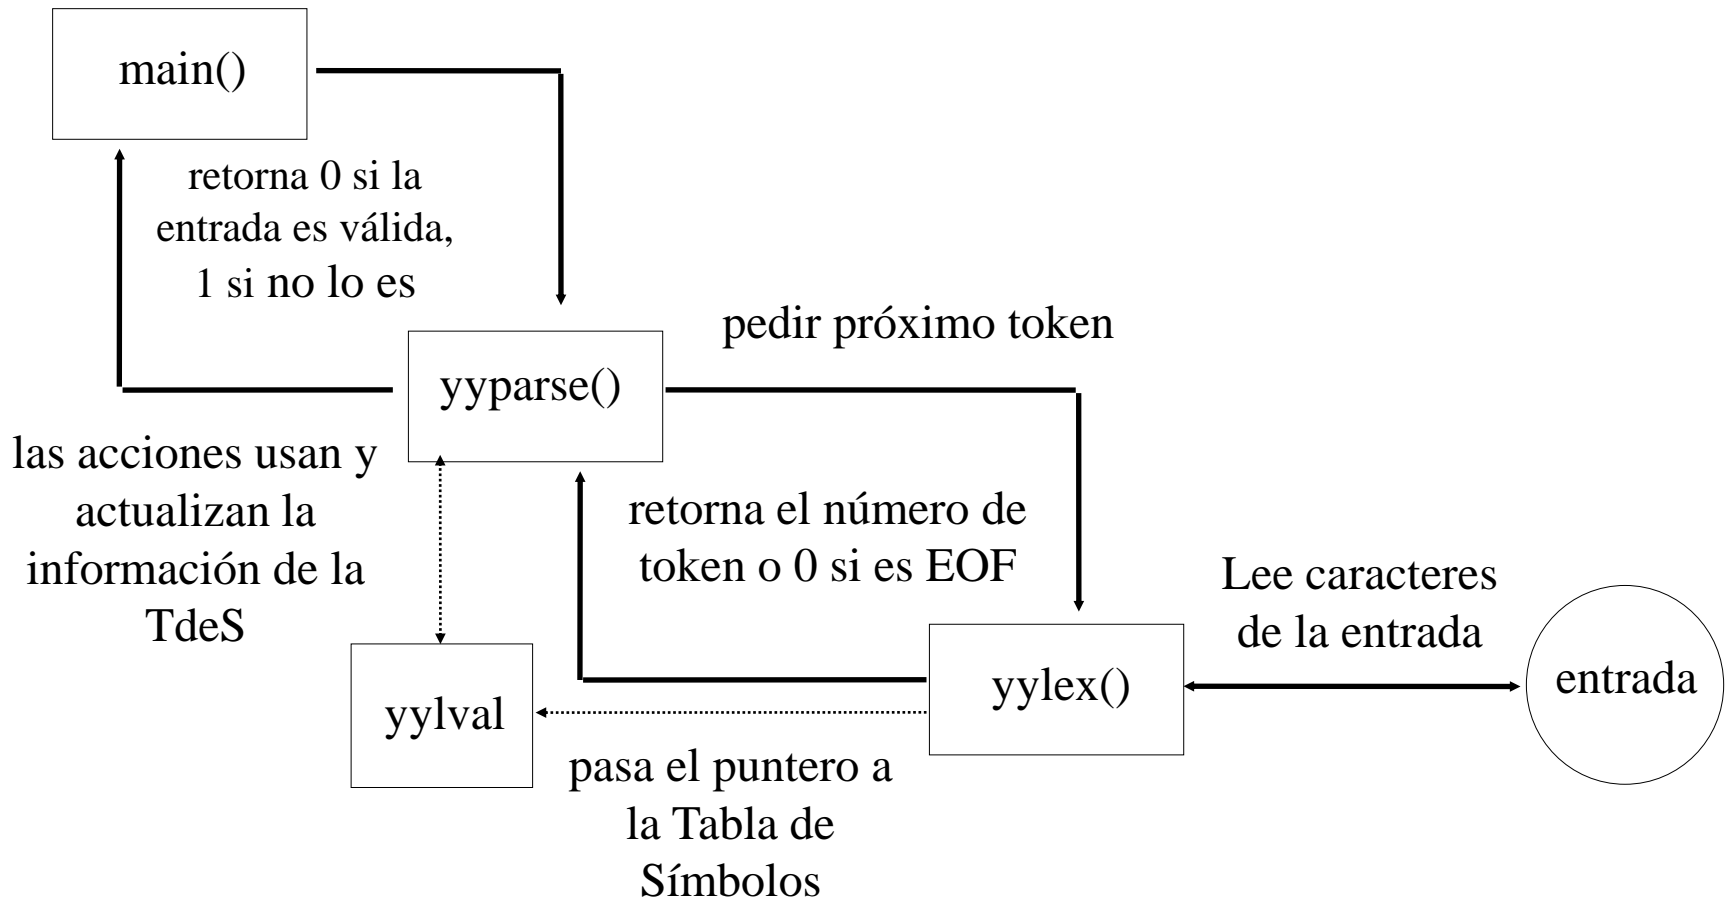 main()
retorna 0 si la
entrada es válida,
1 si no lo es
pedir próximo token
yyparse()
las acciones usan y
actualizan la
información de la
TdeS
retorna el número de
token o 0 si es EOF
Lee caracteres
de la entrada
entrada
yylex()
yylval
pasa el puntero a
la Tabla de
Símbolos